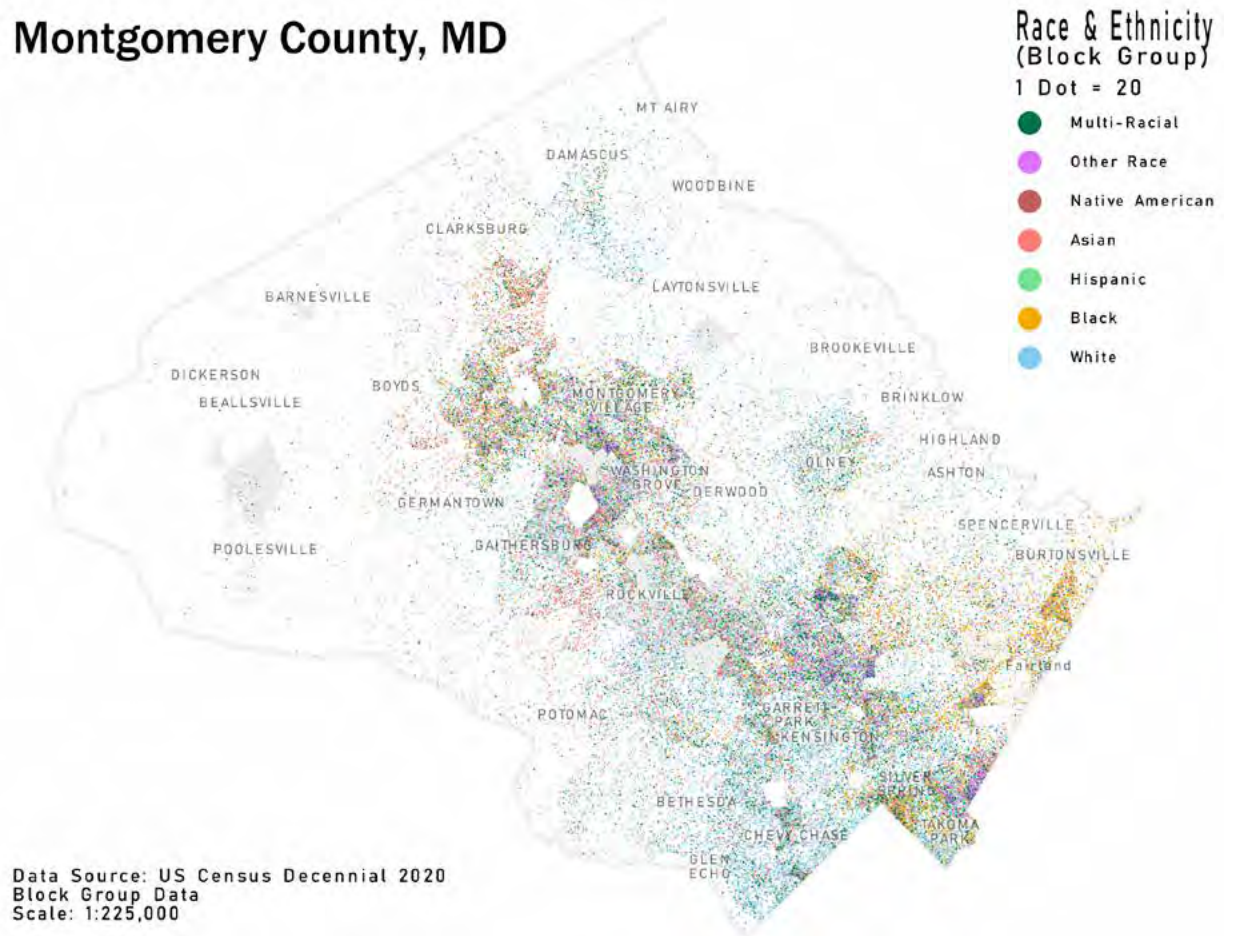 Montgomery County, MD
Race & Ethnicity
(Block Group)
1 Dot = 20
Multi-Racial
Other Race
Native American
Asian
Hispanic
Black
White
MT AIRY
DAMASCUS
WOODBINE
CLARKSBURG
LAYTONSVILLE
BARNESVILLE
BROOKEVILLE
DICKERSON
BOYDS
BEALLSVILLE
MONTGOMERY
VILLAGE
BRINKLOW
HIGHLAND
OLNEY
ASHTON
WASHINGTON
GROVE
DERWOOD
GERMANTOWN
SPENCERVILLE
GAITHERSBURG
POOLESVILLE
BURTONSVILLE
ROCKVILLE
Fairland
POTOMAC
GARRETT
PARK
KENSINGTON
SILVER
SPRING
BETHESDA
CHEVY CHASE
TAKOMA
PARK
GLEN
ECHO
Data Source: US Census Decennial 2020
Block Group Data
Scale: 1:225,000